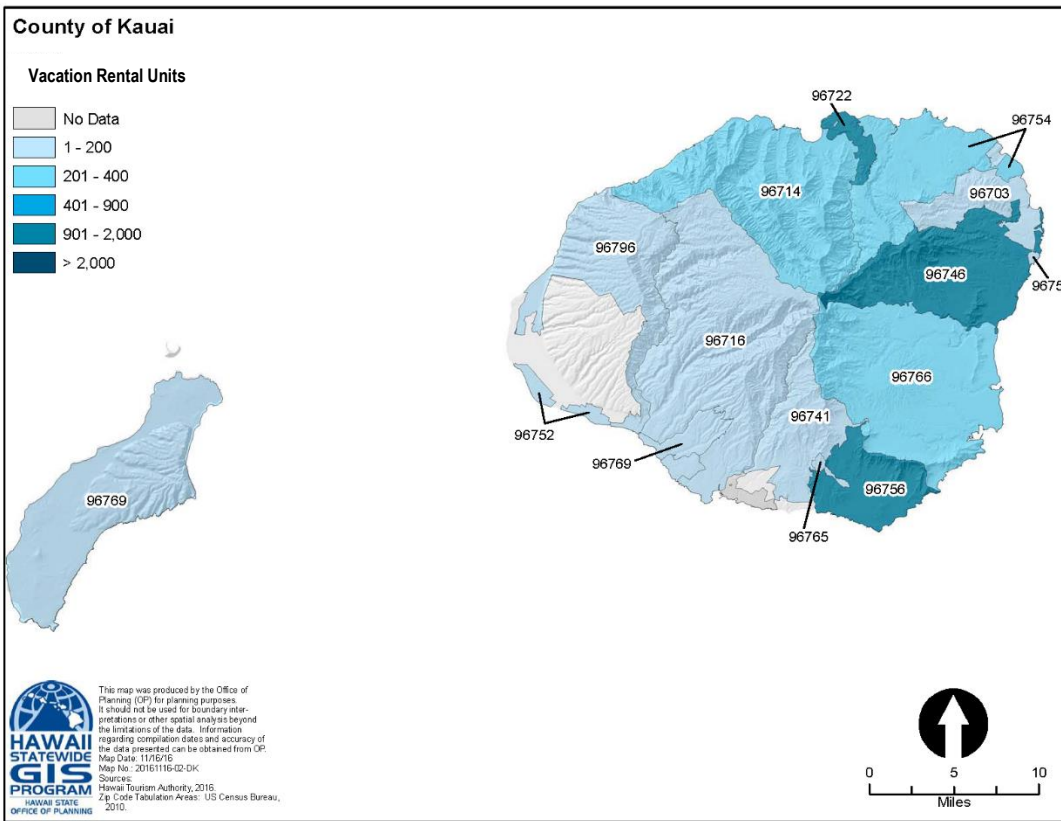 County of Kauai
Vacation Rental Units
No Data
1 - 200
201 - 400
401 - 900
901 - 2,000
> 2,000
96722
96754
96714
96703
96796
96746
9675
96716
96766
96741
96752
96769
96769
96756
96765
This map was produced by the Office of
Planning (OP) for planning purposes.
It should not be used for boundary inter-
pretations or other spatial analysis beyond
the limitations of the data. Information
regarding compilation dates and accuracy of
the data presented can be obtained from OP.
Map Date: 11/16/16
Map No.: 20161116-02-DK
Sources:
Hawaii Tourism Authority, 2016.
Zip Code Tabulation Areas: US Census Bureau,
2010.
HAWAII
STATEWIDE
GIS
PROGRAM
HAWAII STATE
OFFICE OF PLANNING
0 5 10
Miles